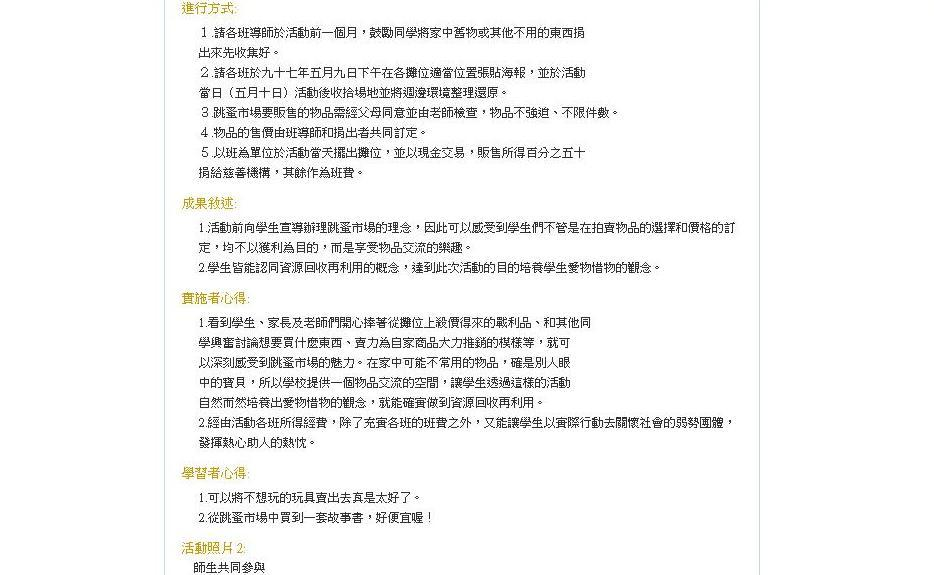 進行方式:
１.請各班導師於活動前一個月，鼓勵同學將家中舊物或其他不用的東西捐
出來先收集好。
２.請各班於九十七年五月九日下午在各攤位適當位置張貼海報，並於活動
當日（五月十日）活動後收拾場地並將週邊環境整理還原。
３.跳蚤市場要販售的物品需經父母同意並由老師檢查，物品不強迫、不限件數。
４.物品的售價由班導師和捐出者共同訂定。
５.以班為單位於活動當天擺出攤位，並以現金交易，販售所得百分之五十
捐給慈善機構，其餘作為班費。
成果敘述:
1.活動前向學生宣導辦理跳蚤市場的理念，因此可以感受到學生們不管是在拍賣物品的選擇和價格的訂
定，均不以獲利為目的，而是享受物品交流的樂趣。
2.學生皆能認同資源回收再利用的概念，達到此次活動的目的培養學生愛物惜物的觀念。
實施者心得:
1.看到學生、家長及老師們開心捧著從攤位上殺價得來的戰利品、和其他同
學興奮討論想要買什麼東西、賣力為自家商品大力推銷的模樣等，就可
以深刻感受到跳蚤市場的魅力。在家中可能不常用的物品，確是別人眼
中的寶貝，所以學校提供一個物品交流的空間，讓學生透過這樣的活動
自然而然培養出愛物惜物的觀念，就能確實做到資源回收再利用。
2.經由活動各班所得經費，除了充實各班的班費之外，又能讓學生以實際行動去關懷社會的弱勢團體，
發揮熱心助人的熱忱。
學習者心得:
1.可以將不想玩的玩具賣出去真是太好了。
2.從跳蚤市場中買到一套故事書，好便宜喔！
活動照片 2:
師生共同參與